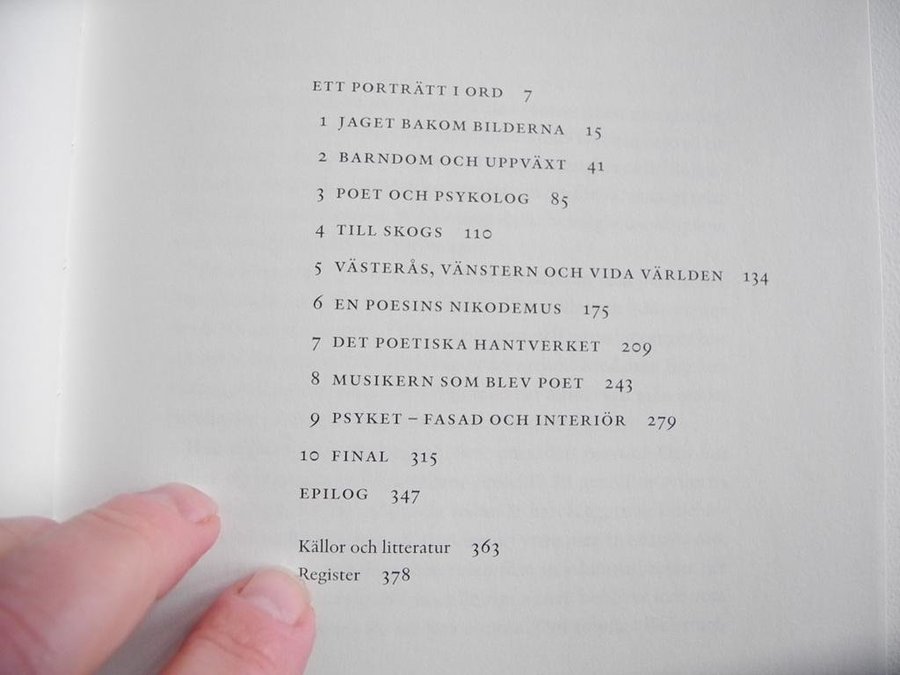 ETT PORTRÄTT I ORD 7
1 JAGET BAKOM BILDERNA 15
2 BARNDOM OCH UPPVÄXT 41
3 POET OCH PSYKOLOG 85
4 TILL SKOGS 110
5 VÄSTERÅS, VÄNSTERN OCH VIDA VÄRLDEN 134
6 EN POESINS NIKODEMUS 175
7 DET POETISKA HANTVERKET 209
8 MUSIKERN SOM BLEV POET 243
9 PSYKET – FASAD OCH INTERIÖR 279
10 FINAL 315
EPILOG 347
Källor och litteratur 363
Register 378